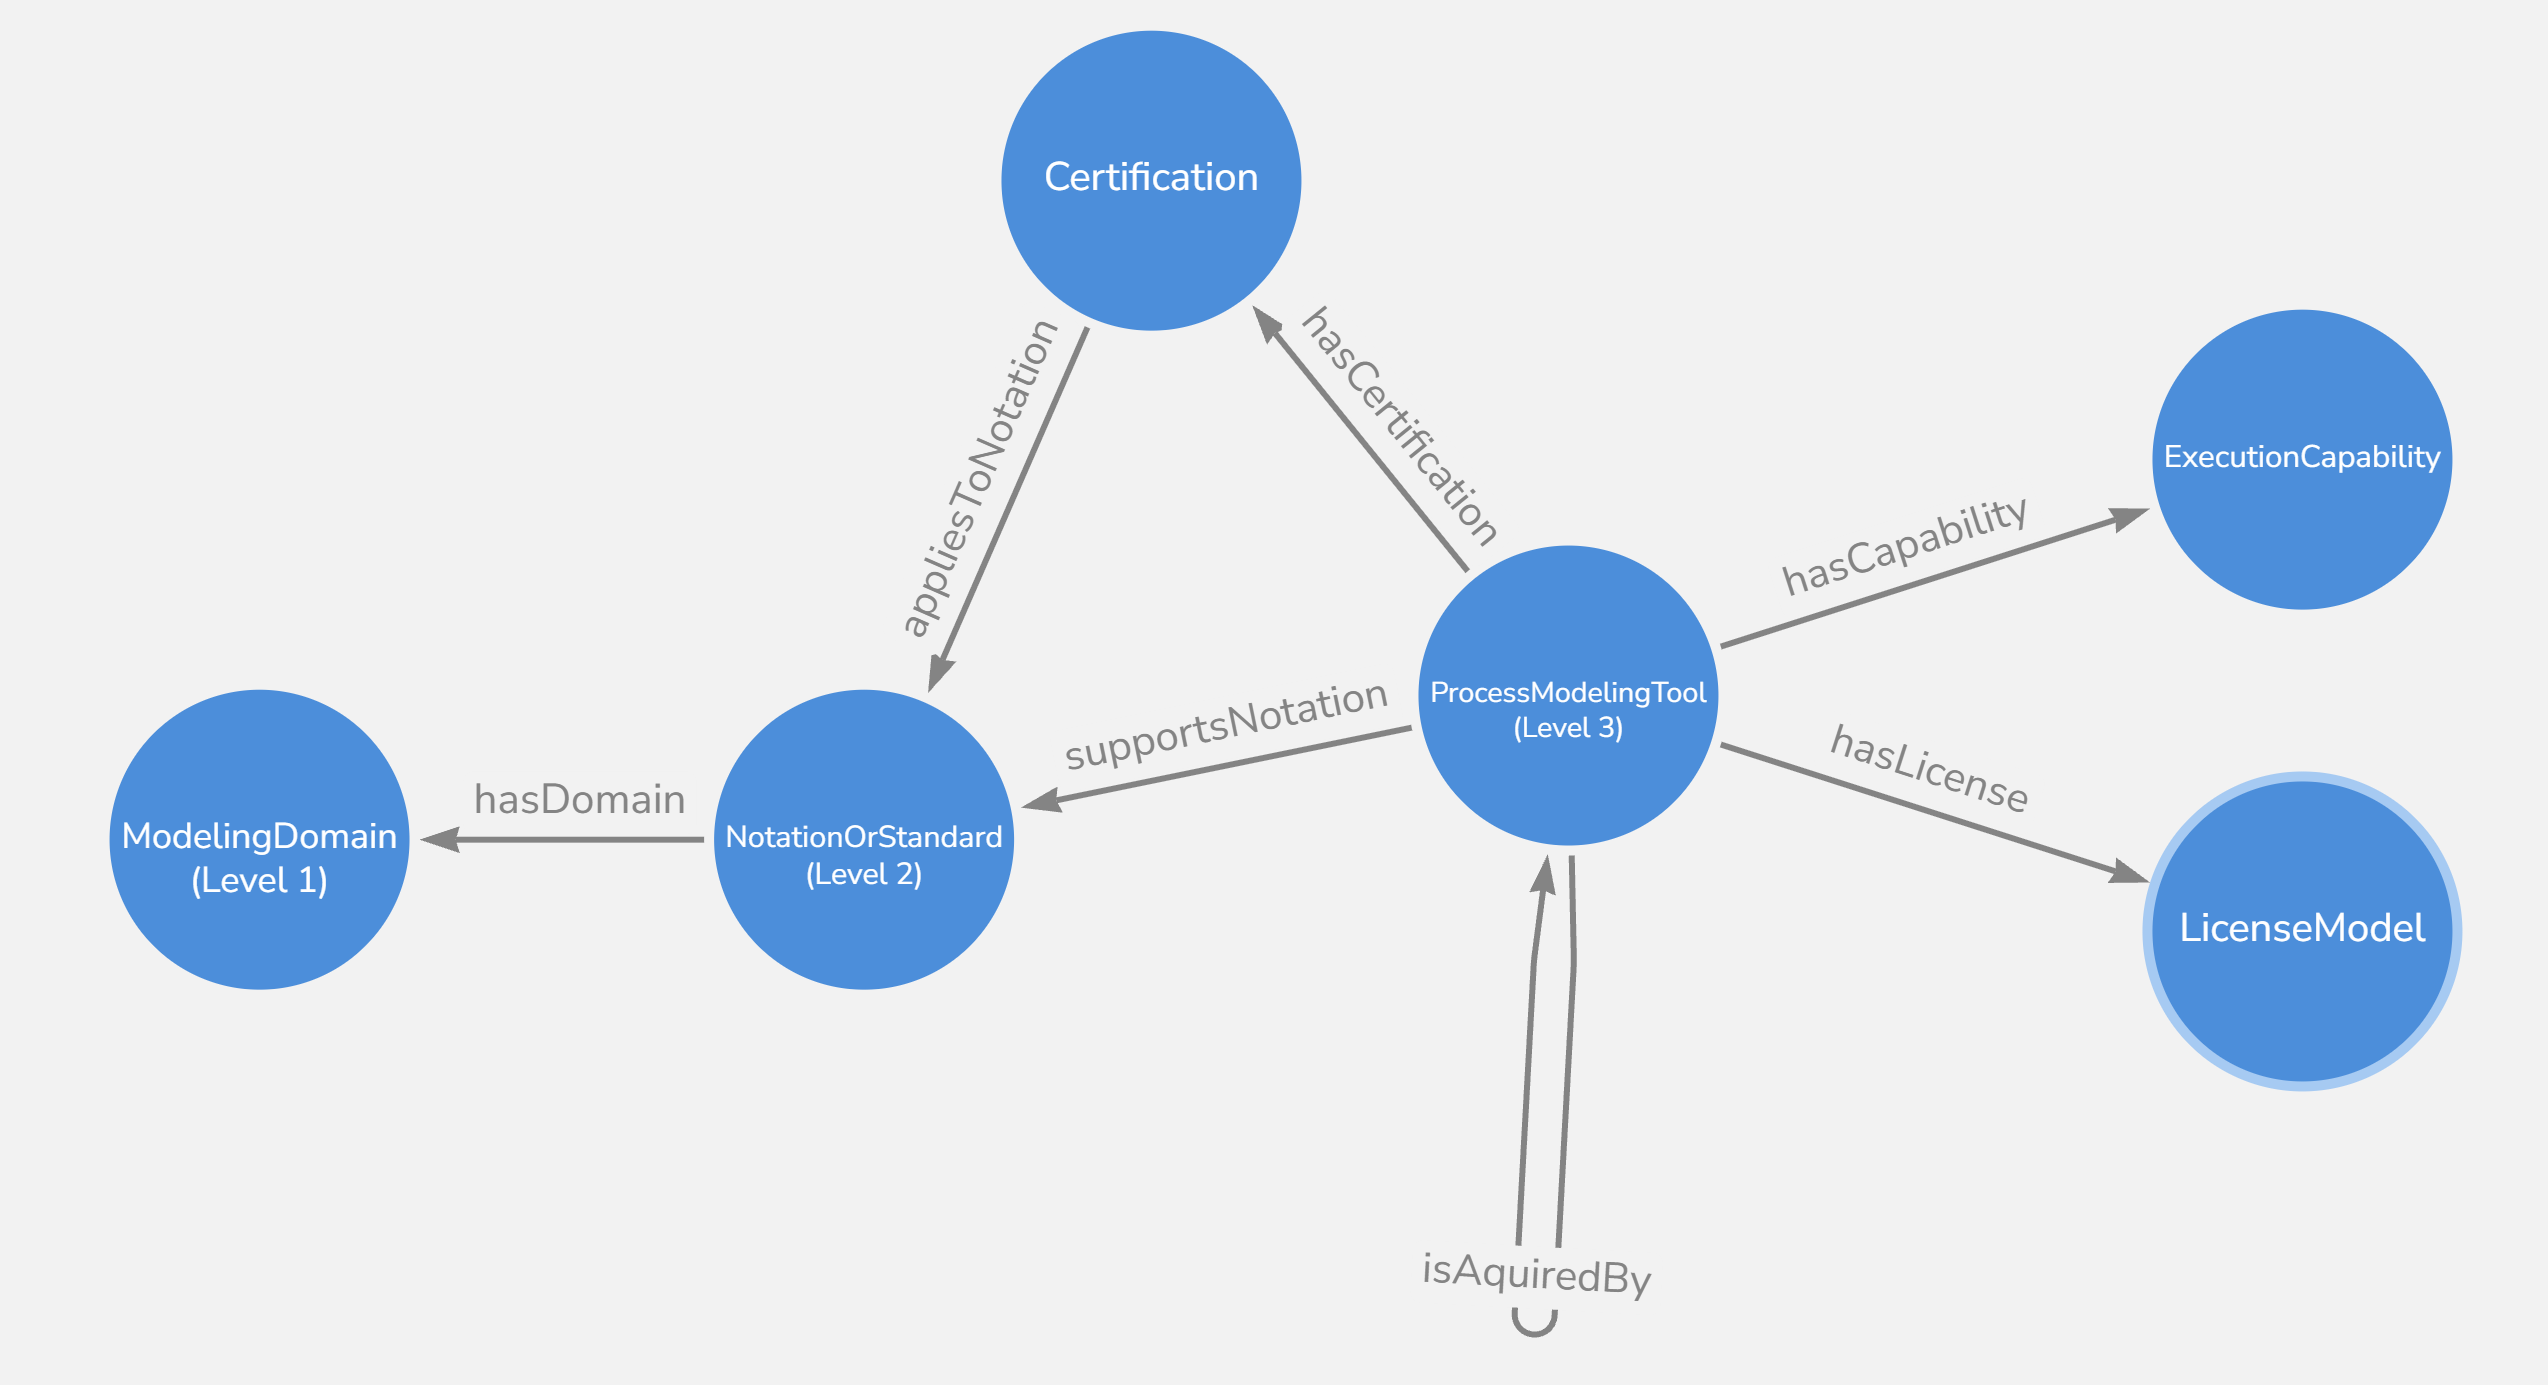 Certification
hasCertification
appliesToNotation
ExecutionCapability
hasCapability
ProcessModelingTool
(Level 3)
supportsNotation
hasLicense
hasDomain
ModelingDomain
(Level 1)
NotationOrStandard
(Level 2)
LicenseModel
isAquiredBy